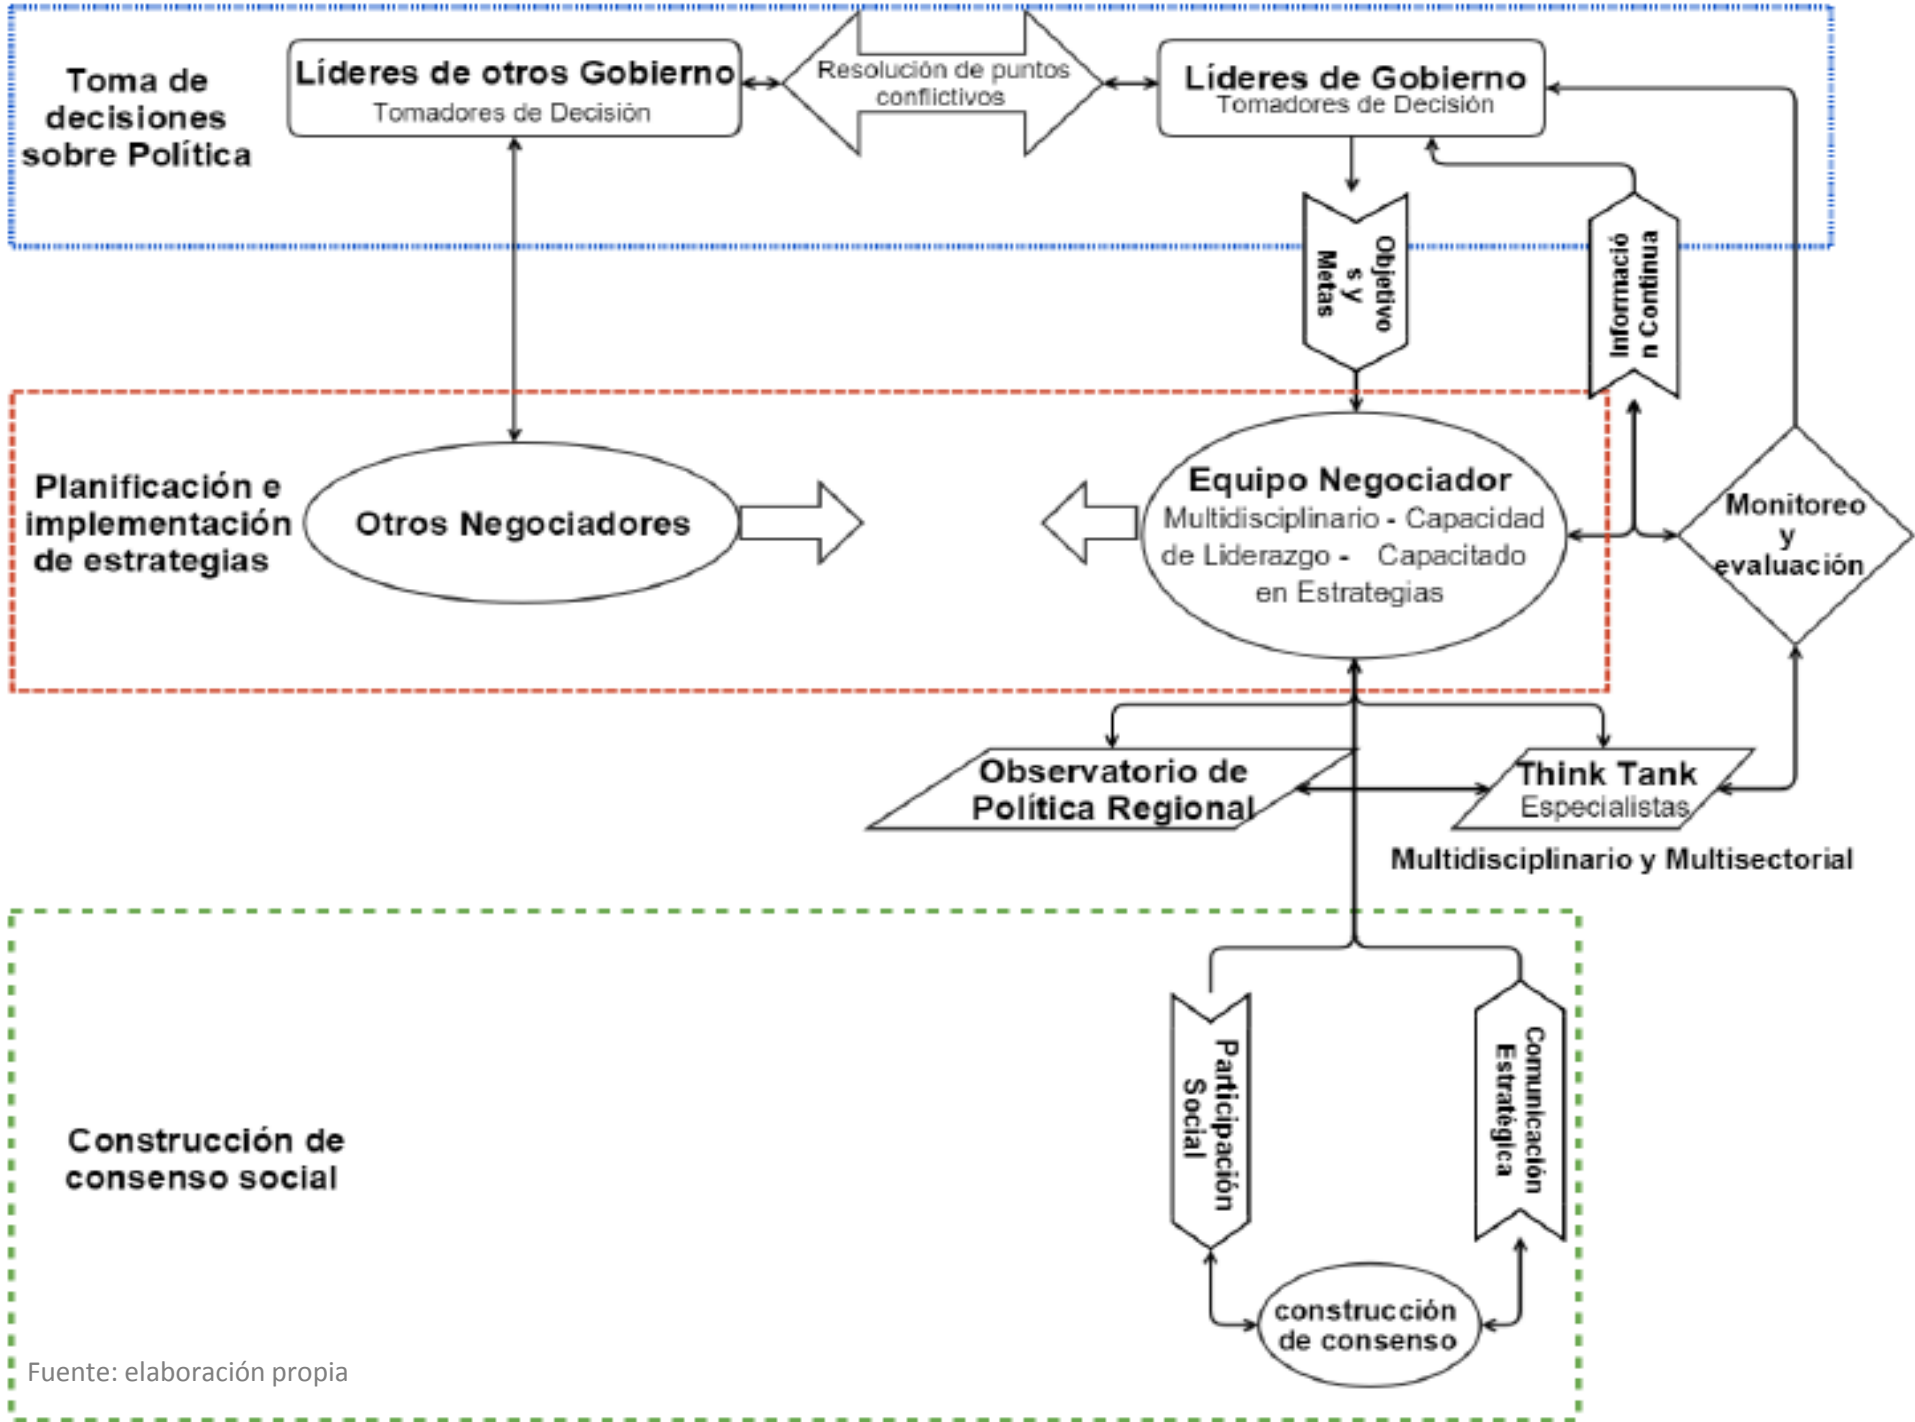 Toma de
decisiones
sobre Política
Líderes de otros Gobierno
Tomadores de Decisión
Resolución de puntos
conflictivos
Líderes de Gobierno
Tomadores de Decisión
Objetivo
s y
Metas
Informació
n Continua
Planificación e
implementación
de estrategias
Otros Negociadores
Equipo Negociador
Multidisciplinario - Capacidad
de Liderazgo - Capacitado
en Estrategias
Monitoreo
y
evaluación
Observatorio de
Política Regional
Think Tank
Especialistas
Multidisciplinario y Multisectorial
Construcción de
consenso social
Participación
Social
Comunicación
Estratégica
construcción
de consenso
Fuente: elaboración propia